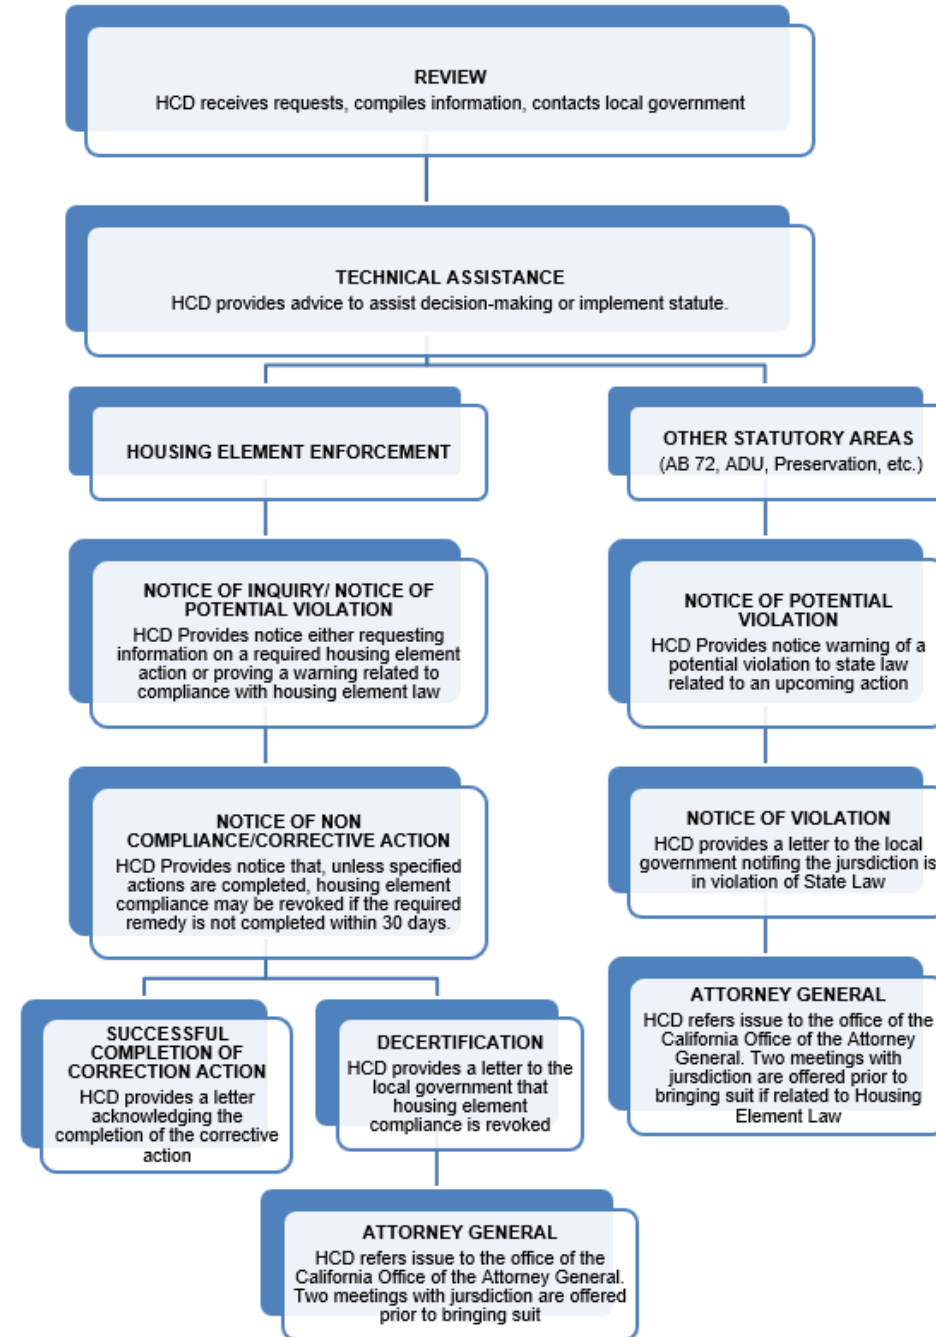 REVIEW
HCD receives requests, compiles information, contacts local government
TECHNICAL ASSISTANCE
HCD provides advice to assist decision-making or implement statute.
HOUSING ELEMENT ENFORCEMENT
OTHER STATUTORY AREAS
(AB 72, ADU, Preservation, etc.)
NOTICE OF INQUIRY/ NOTICE OF
POTENTIAL VIOLATION
HCD Provides notice either requesting
information on a required housing element
action or proving a warning related to
compliance with housing element law
NOTICE OF POTENTIAL
VIOLATION
HCD Provides notice warning of a
potential violation to state law
related to an upcoming action
NOTICE OF NON
COMPLIANCE/CORRECTIVE ACTION
HCD Provides notice that, unless specified
actions are completed, housing element
compliance may be revoked if the required
remedy is not completed within 30 days.
NOTICE OF VIOLATION
HCD provides a letter to the local
government notifing the jurisdiction is
in violation of State Law
SUCCESSFUL
COMPLETION OF
CORRECTION ACTION
HCD provides a letter
acknowledging the
completion of the corrective
action
DECERTIFICATION
HCD provides a letter to the
local government that
housing element
compliance is revoked
ATTORNEY GENERAL
HCD refers issue to the office of the
California Office of the Attorney
General. Two meetings with
jursdiction are offered prior to
bringing suit if related to Housing
Element Law
ATTORNEY GENERAL
HCD refers issue to the office of the
California Office of the Attorney General.
Two meetings with jursdiction are offered
prior to bringing suit